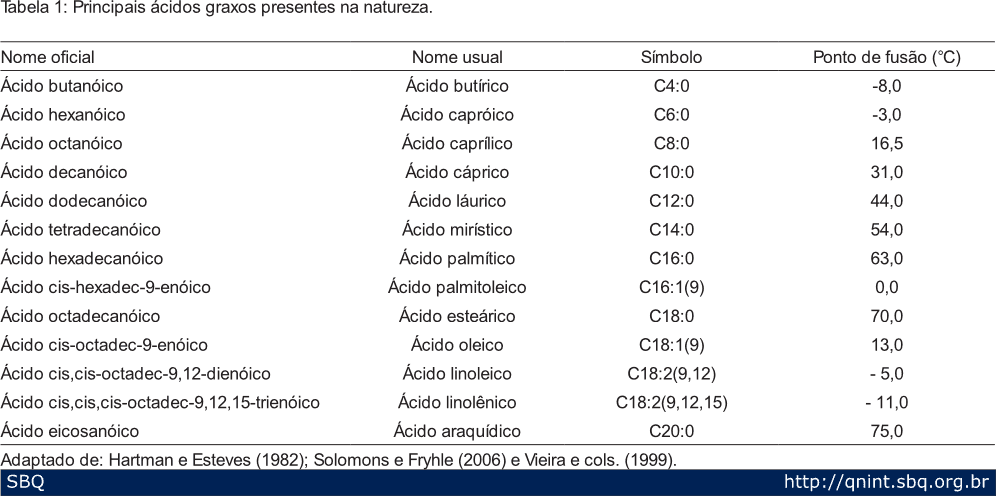 Tabela 1: Principais ácidos graxos presentes na natureza.
Nome oficial Nome usual Símbolo Ponto de fusão (°C)
Ácido butanóico Ácido butírico C4:0 -8,0
Ácido hexanóico Ácido capróico C6:0 -3,0
Ácido octanóico Ácido caprílico C8:0 16,5
Ácido decanóico Ácido cáprico C10:0 31,0
Ácido dodecanóico Ácido láurico C12:0 44,0
Ácido tetradecanóico Ácido mirístico C14:0 54,0
Ácido hexadecanóico Ácido palmítico C16:0 63,0
Ácido cis-hexadec-9-enóico Ácido palmitoleico C16:1(9) 0,0
Ácido octadecanóico Ácido esteárico C18:0 70,0
Ácido cis-octadec-9-enóico Ácido oleico C18:1(9) 13,0
Ácido cis,cis-octadec-9,12-dienóico Ácido linoleico C18:2(9,12) - 5,0
Ácido cis,cis,cis-octadec-9,12,15-trienóico Ácido linolênico C18:2(9,12,15) - 11,0
Ácido eicosanóico Ácido araquídico C20:0 75,0
Adaptado de: Hartman e Esteves (1982); Solomons e Fryhle (2006) e Vieira e cols. (1999).
SBQ http://qnint.sbq.org.br